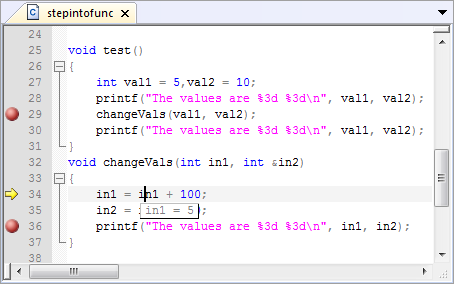 stepintofunc
24
25 void test()
26 {
27 int val1 = 5,val2 = 10;
28 printf("The values are %3d %3d\n", val1, val2);
29 changeVals(val1, val2);
30 printf("The values are %3d %3d\n", val1, val2);
31 }
32 void changeVals(int in1, int &in2)
33 {
34 in1 = in1 + 100;
35 in2 = in1 = 5);
36 printf("The values are %3d %3d\n", in1, in2);
37 }
38